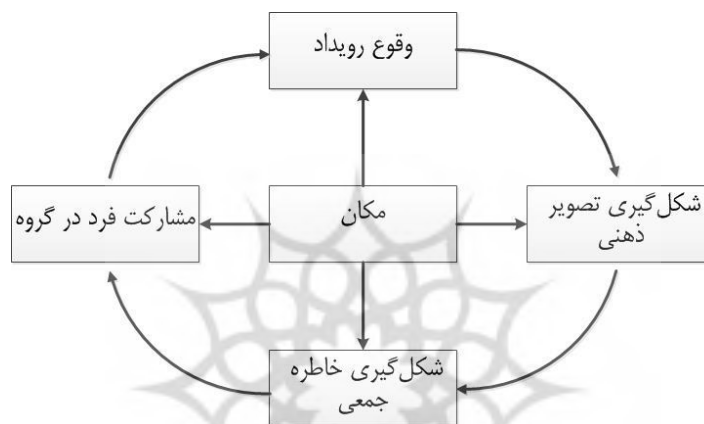 وقوع رویداد
شکل‌گیری تصویر
ذهنی
مکان
مشارکت فرد در گروه
شکل‌گیری خاطره
جمعی